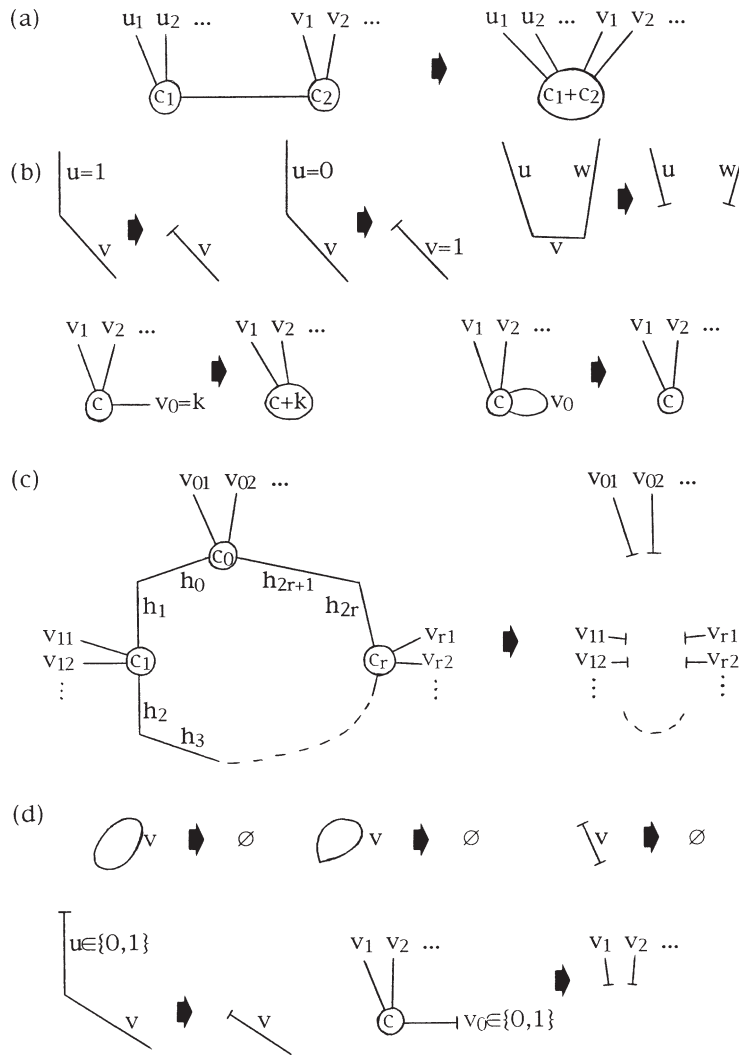 (a) u1 u2 ... v1 v2 ... u1 u2 ... v1 v2 ...
c1 c2 c1+c2
(b) u=1 v v u=0 v v=1 u w v u w
v1 v2 ... v1 v2 ... v1 v2 ... v1 v2 ...
c v0=k c+k c v0 c
(c) v01 v02 ... v01 v02 ...
c0
h0 h2r+1
h1 h2r
v11 c1 cr vr1 v11 vr1
v12 vr2 v12 vr2
⋮ ⋮ ⋮ ⋮
h2
h3
(d)
v ∅ v ∅ v ∅
u∈{0,1} v1 v2 ... v1 v2 ...
v v c v0∈{0,1}